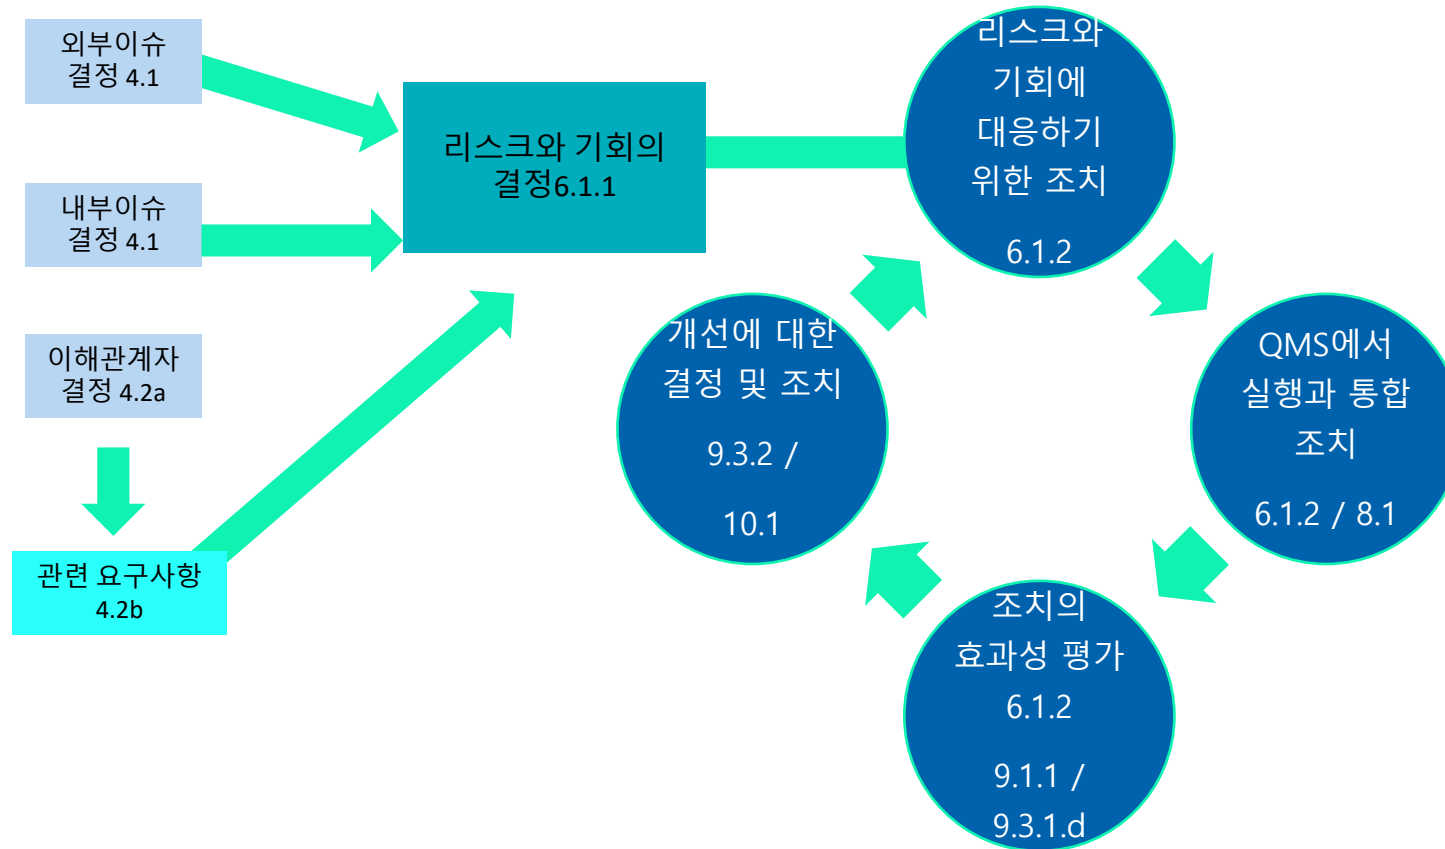 외부이슈
결정 4.1
내부이슈
결정 4.1
이해관계자
결정 4.2a
관련 요구사항
4.2b
리스크와 기회의
결정6.1.1
리스크와
기회에
대응하기
위한 조치
6.1.2
QMS에서
실행과 통합
조치
6.1.2 / 8.1
조치의
효과성 평가
6.1.2
9.1.1 /
9.3.1.d
개선에 대한
결정 및 조치
9.3.2 /
10.1